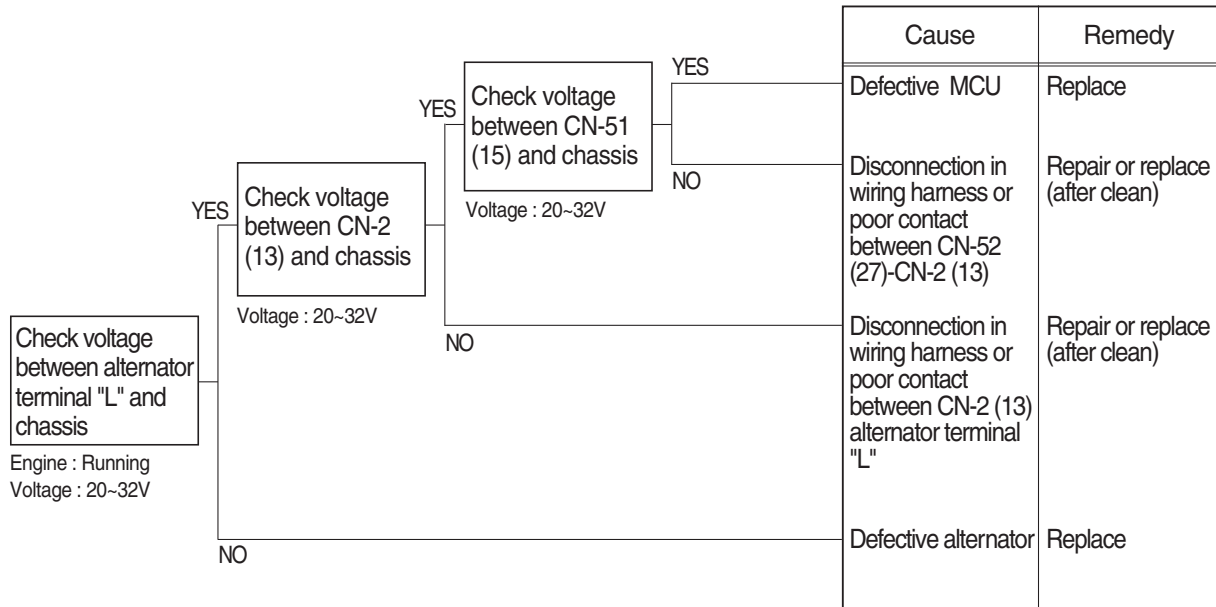 Cause
Remedy
YES
Check voltage
between CN-51
(15) and chassis
Voltage : 20~32V
YES
NO
Defective MCU
Replace
Disconnection in
wiring harness or
poor contact
between CN-52
(27)-CN-2 (13)
Repair or replace
(after clean)
YES
Check voltage
between CN-2
(13) and chassis
Voltage : 20~32V
NO
Disconnection in
wiring harness or
poor contact
between CN-2 (13)
alternator terminal
"L"
Repair or replace
(after clean)
Check voltage
between alternator
terminal "L" and
chassis
Engine : Running
Voltage : 20~32V
NO
Defective alternator
Replace